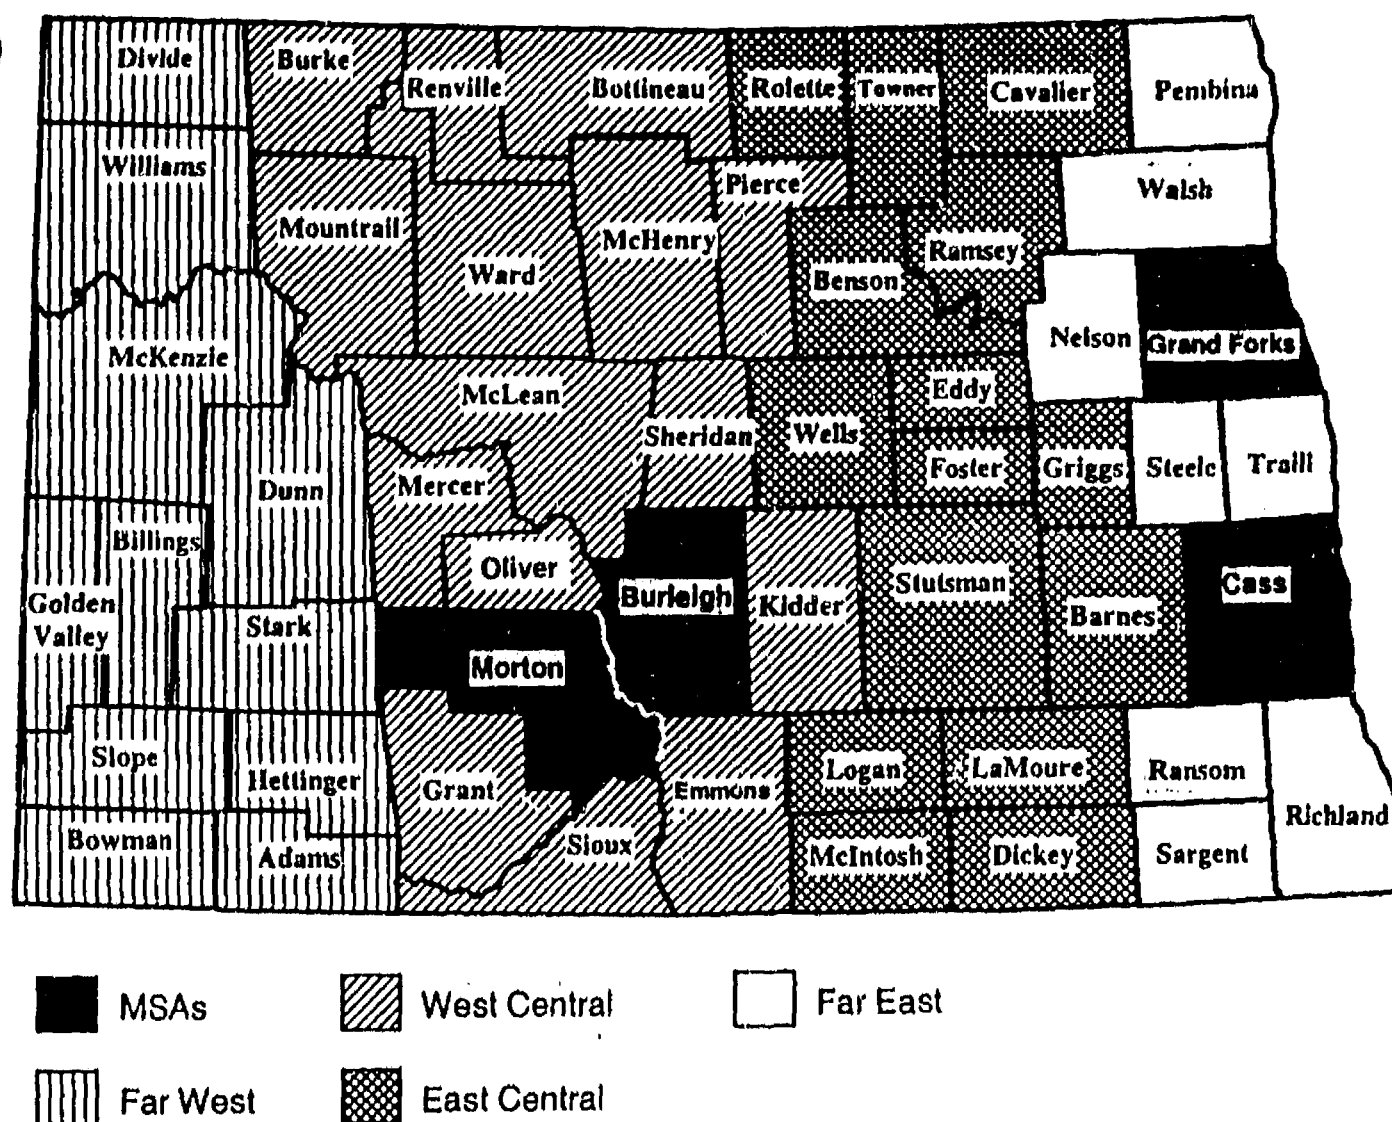 Divide
Burke
Renville
Bottineau
Rolette
Towner
Cavalier
Pembina
Williams
Mountrail
Ward
McHenry
Pierce
Benson
Ramsey
Walsh
McKenzie
McLean
Sheridan
Wells
Eddy
Nelson
Grand Forks
Dunn
Mercer
Foster
Griggs
Steele
Traill
Billings
Golden
Valley
Stark
Oliver
Burleigh
Kidder
Stutsman
Barnes
Cass
Morton
Slope
Hettinger
Grant
Emmons
Logan
LaMoure
Ransom
Richland
Bowman
Adams
Sioux
McIntosh
Dickey
Sargent
MSAs
West Central
Far East
Far West
East Central